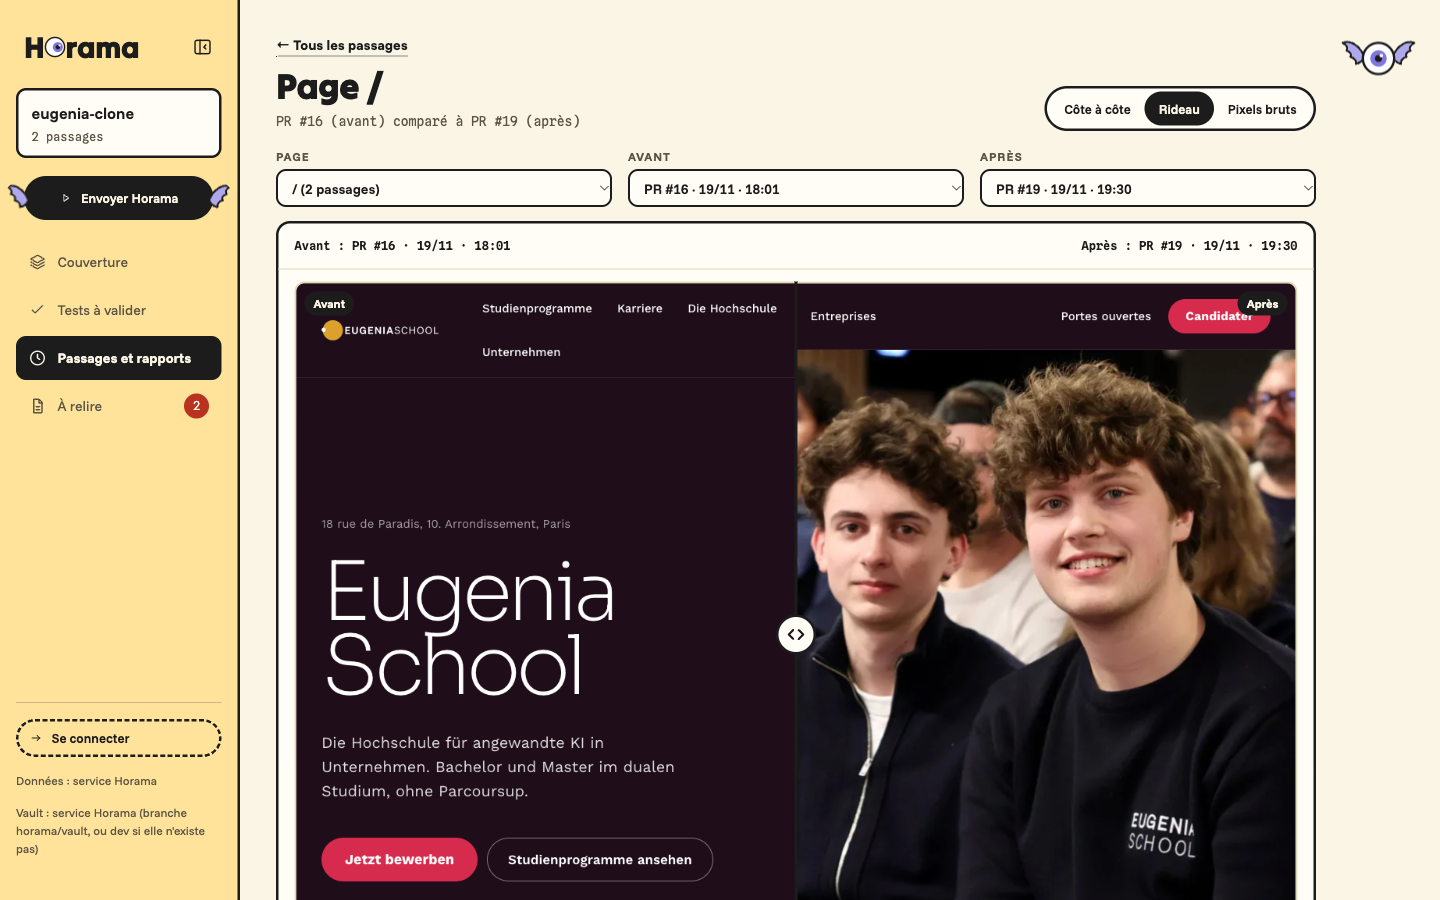 Horama
eugenia-clone
2 passages
Envoyer Horama
Couverture
Tests à valider
Passages et rapports
À relire
2
Se connecter
Données : service Horama
Vault : service Horama (branche
horama/vault, ou dev si elle n'existe
pas)
← Tous les passages
Page /
PR #16 (avant) comparé à PR #19 (après)
Côte à côte
Rideau
Pixels bruts
PAGE
/ (2 passages)
AVANT
PR #16 · 19/11 · 18:01
APRÈS
PR #19 · 19/11 · 19:30
Avant : PR #16 · 19/11 · 18:01
Après : PR #19 · 19/11 · 19:30
Avant
EUGENIASCHOOL
Studienprogramme
Karriere
Die Hochschule
Unternehmen
Entreprises
Portes ouvertes
Candidater
Après
18 rue de Paradis, 10. Arrondissement, Paris
Eugenia
School
Die Hochschule für angewandte KI in
Unternehmen. Bachelor und Master im dualen
Studium, ohne Parcoursup.
Jetzt bewerben
Studienprogramme ansehen
EUGENIA
SCHOOL